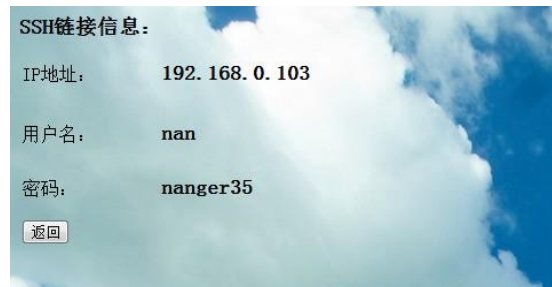 SSH链接信息：
IP地址： 192.168.0.103
用户名： nan
密码： nanger35
返回